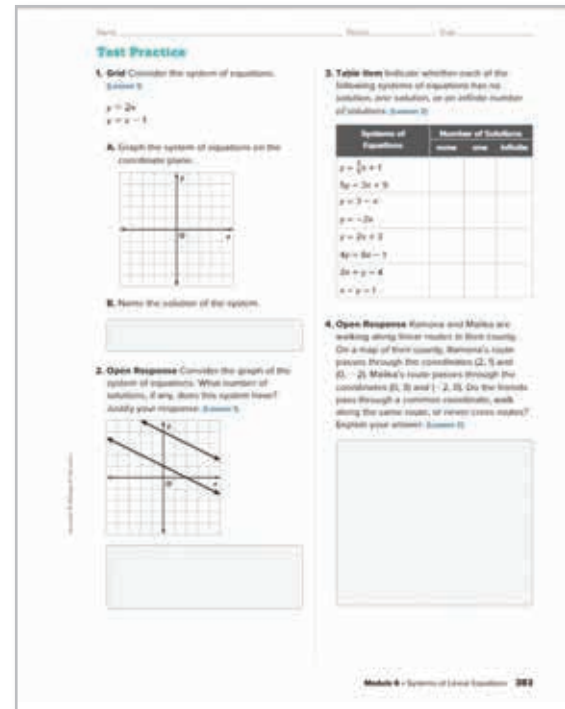 Name
Period
Date
Test Practice
1. Grid Consider the system of equations.
(Lesson 1)
y = 2x
y = x − 1
A. Graph the system of equations on the
coordinate plane.
y
O
x
B. Name the solution of the system.
2. Open Response Consider the graph of the
system of equations. What number of
solutions, if any, does this system have?
Justify your response. (Lesson 1)
y
O
x
3. Table Item Indicate whether each of the
following systems of equations has no
solution, one solution, or an infinite number
of solutions. (Lesson 2)
Systems of
Equations
Number of Solutions
none one infinite
5y = 3x + 5
y = 3 − x
y = −2x
y = 2x + 3
4y = 8x − 1
2x + y = 4
x − y = 1
4. Open Response Ramona and Malika are
walking along linear routes in their county.
On a map of their county, Ramona's route
passes through the coordinates (2, 1) and
(0, −2). Malika's route passes through the
coordinates (0, 3) and (−2, 0). Do the friends
pass through a common coordinate, walk
along the same route, or never cross routes?
Explain your answer. (Lesson 2)
Module 6 • Systems of Linear Equations 383